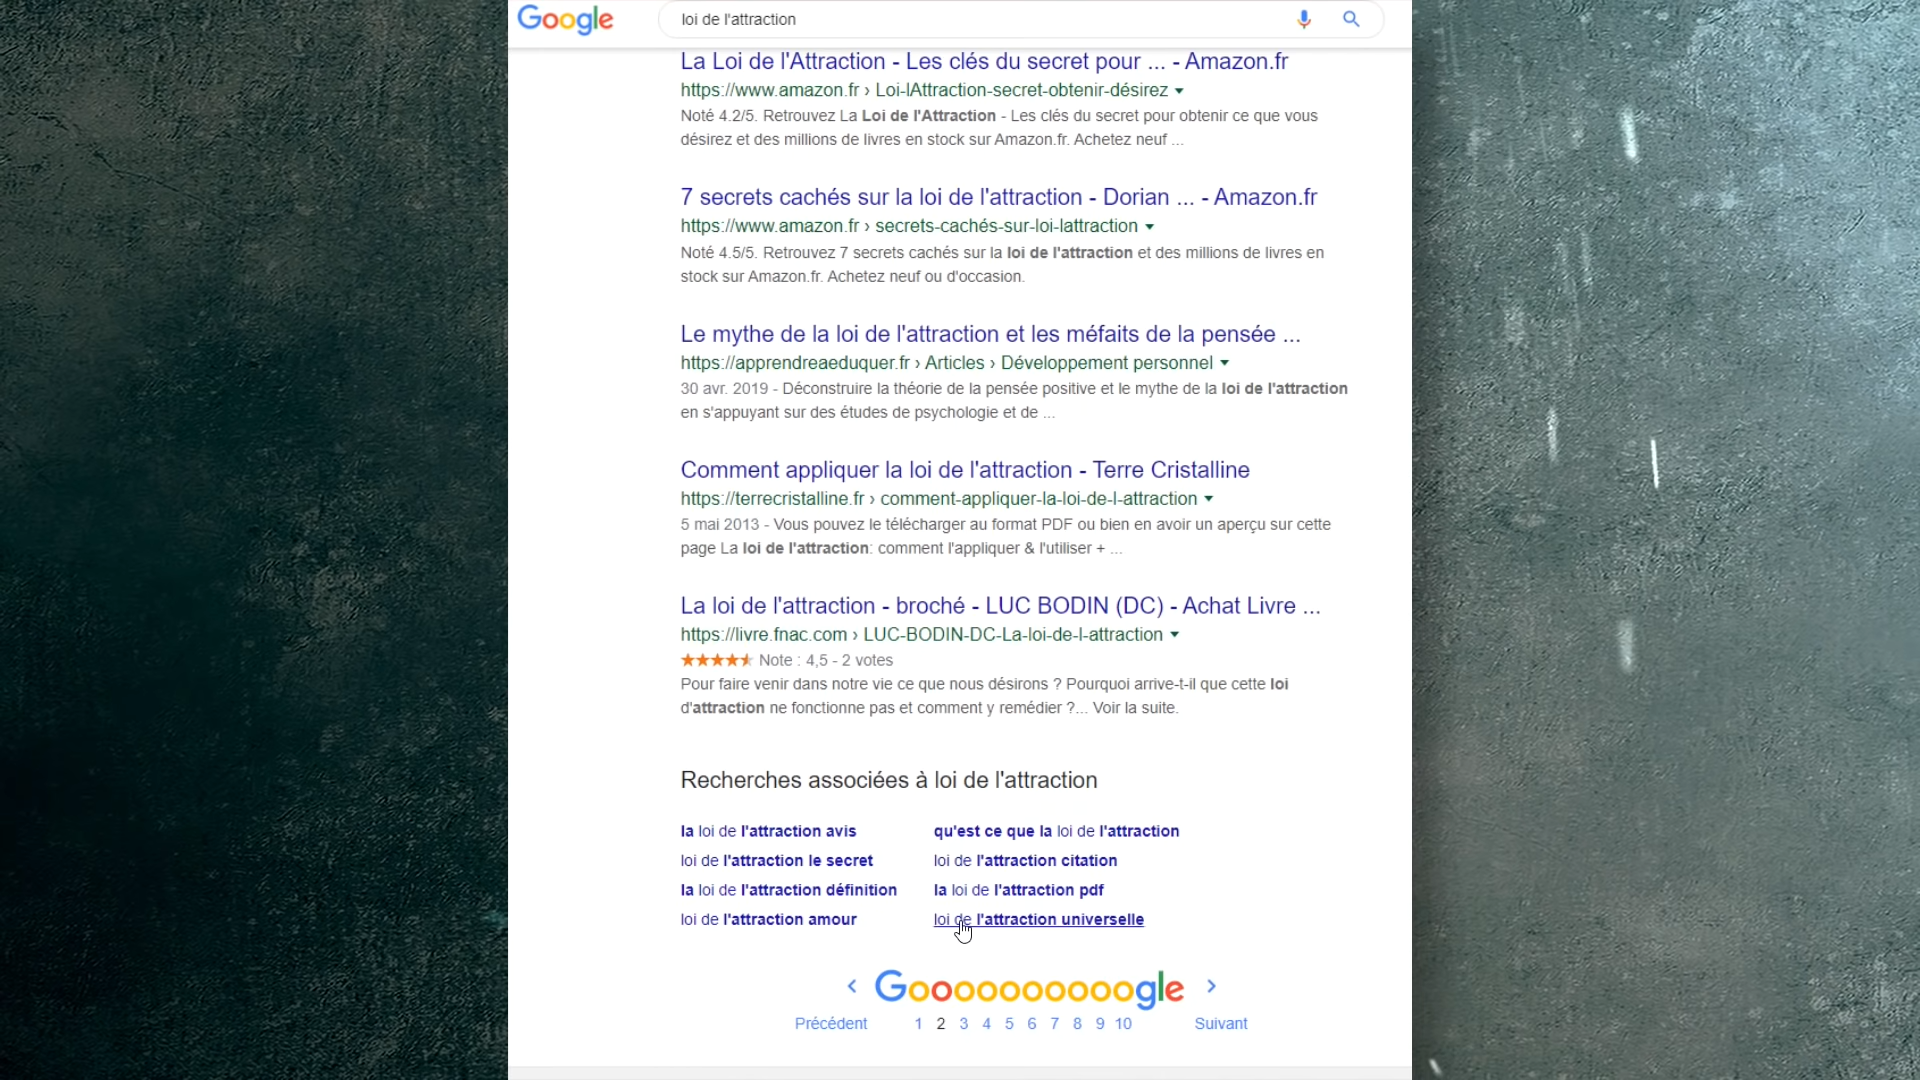 Google
loi de l'attraction
La Loi de l'Attraction - Les clés du secret pour ... - Amazon.fr
https://www.amazon.fr › Loi-lAttraction-secret-obtenir-désirez
Noté 4.2/5. Retrouvez La Loi de l'Attraction - Les clés du secret pour obtenir ce que vous
désirez et des millions de livres en stock sur Amazon.fr. Achetez neuf ...
7 secrets cachés sur la loi de l'attraction - Dorian ... - Amazon.fr
https://www.amazon.fr › secrets-cachés-sur-loi-lattraction
Noté 4.5/5. Retrouvez 7 secrets cachés sur la loi de l'attraction et des millions de livres en
stock sur Amazon.fr. Achetez neuf ou d'occasion.
Le mythe de la loi de l'attraction et les méfaits de la pensée ...
https://apprendreaeduquer.fr › Articles › Développement personnel
30 avr. 2019 - Déconstruire la théorie de la pensée positive et le mythe de la loi de l'attraction
en s'appuyant sur des études de psychologie et de ...
Comment appliquer la loi de l'attraction - Terre Cristalline
https://terrecristalline.fr › comment-appliquer-la-loi-de-l-attraction
5 mai 2013 - Vous pouvez le télécharger au format PDF ou bien en avoir un aperçu sur cette
page La loi de l'attraction: comment l'appliquer & l'utiliser + ...
La loi de l'attraction - broché - LUC BODIN (DC) - Achat Livre ...
https://livre.fnac.com › LUC-BODIN-DC-La-loi-de-l-attraction
Note : 4,5 - 2 votes
Pour faire venir dans notre vie ce que nous désirons ? Pourquoi arrive-t-il que cette loi
d'attraction ne fonctionne pas et comment y remédier ?... Voir la suite.
Recherches associées à loi de l'attraction
la loi de l'attraction avis qu'est ce que la loi de l'attraction
loi de l'attraction le secret loi de l'attraction citation
la loi de l'attraction définition la loi de l'attraction pdf
loi de l'attraction amour loi de l'attraction universelle
Goooooooooogle
Précédent 1 2 3 4 5 6 7 8 9 10 Suivant